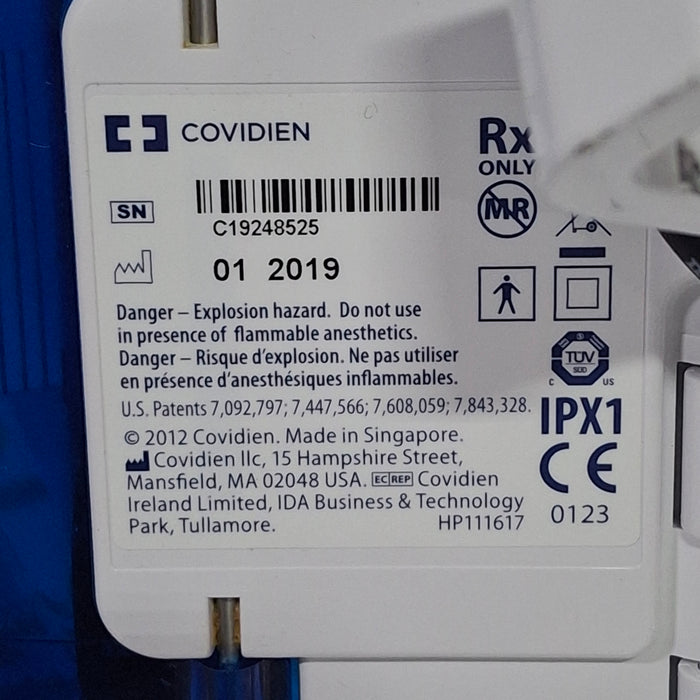 COVIDIEN
Rx
ONLY
SN
C19248525
MR
01 2019
Danger – Explosion hazard. Do not use
in presence of flammable anesthetics.
Danger – Risque d'explosion. Ne pas utiliser
en présence d'anesthésiques inflammables.
TÜV
SÜD
C US
U.S. Patents 7,092,797; 7,447,566; 7,608,059; 7,843,328.
IPX1
© 2012 Covidien. Made in Singapore.
Covidien llc, 15 Hampshire Street,
Mansfield, MA 02048 USA. EC REP Covidien
Ireland Limited, IDA Business & Technology
Park, Tullamore. HP111617
CE
0123